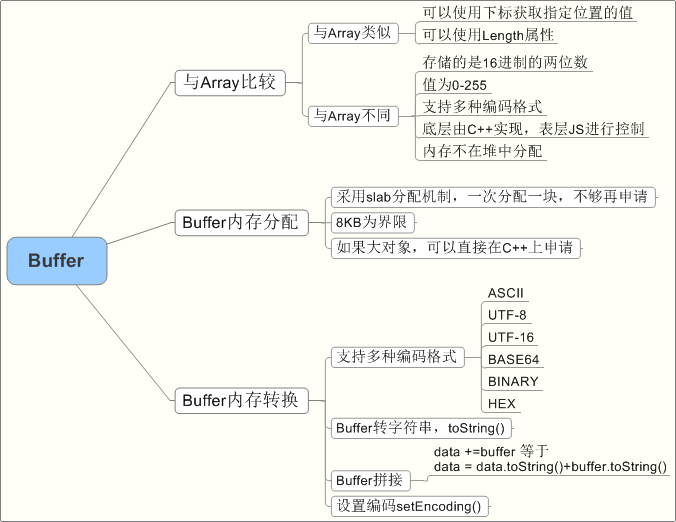 Buffer
与Array比较
与Array类似
可以使用下标获取指定位置的值
可以使用Length属性
与Array不同
存储的是16进制的两位数
值为0-255
支持多种编码格式
底层由C++实现，表层JS进行控制
内存不在堆中分配
Buffer内存分配
采用slab分配机制，一次分配一块，不够再申请
8KB为界限
如果大对象，可以直接在C++上申请
Buffer内存转换
支持多种编码格式
ASCII
UTF-8
UTF-16
BASE64
BINARY
HEX
Buffer转字符串，toString()
Buffer拼接
data +=buffer 等于
data = data.toString()+buffer.toString()
设置编码setEncoding()